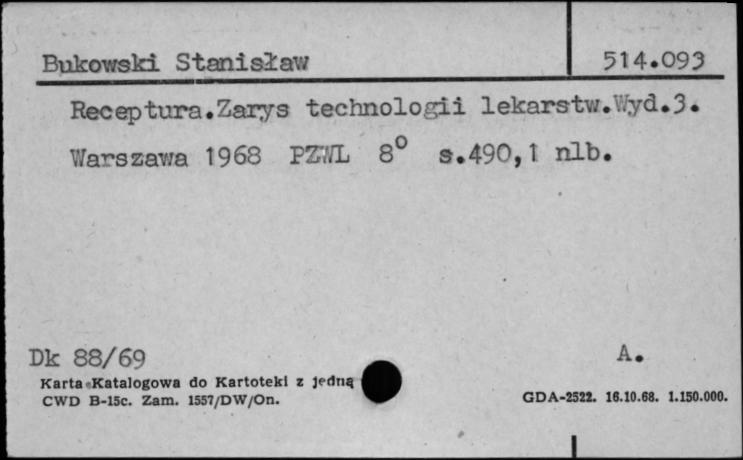 Bukowski Stanisław 514.093
Receptura.Zarys technologii lekarstw.Wyd.3.
Warszawa 1968 PZWL 8° s.490,1 nlb.
Dk 88/69 A.
Karta Katalogowa do Kartoteki z jedną
CWD B-15c. Zam. 1557/DW/On. GDA-2522. 16.10.68. 1.150.000.